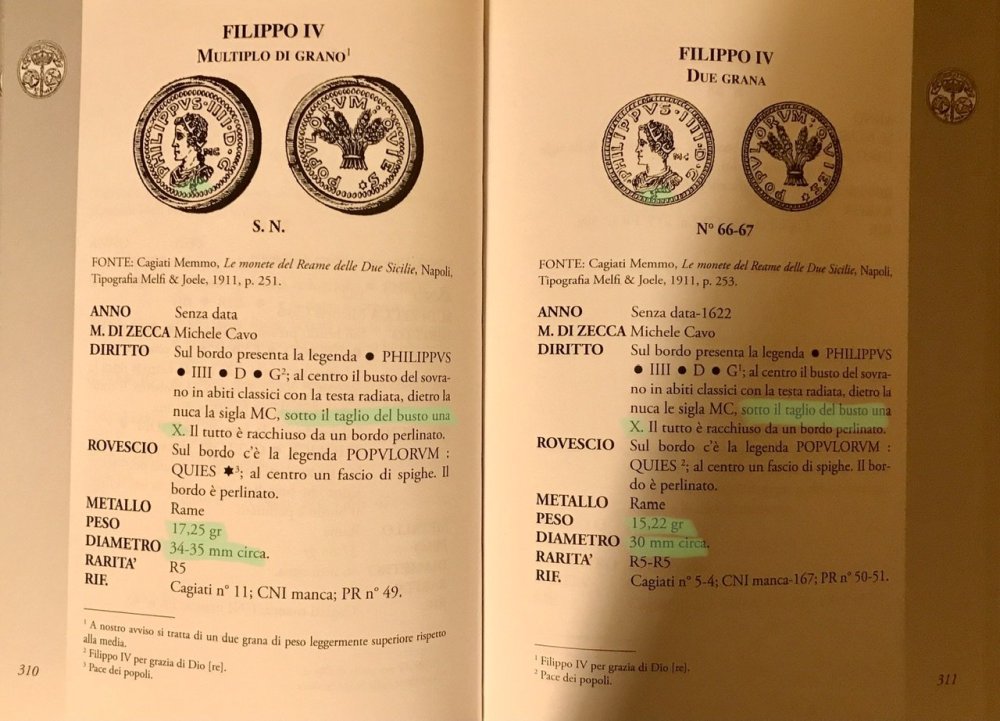 FILIPPO IV
MULTIPLO DI GRANO¹
PHILIPPVS·IIII·D·G
MC
POPVLORVM QVIES
S. N.
FONTE: Cagiati Memmo, Le monete del Reame delle Due Sicilie, Napoli,
Tipografia Melfi & Joele, 1911, p. 251.
ANNO Senza data
M. DI ZECCA Michele Cavo
DIRITTO Sul bordo presenta la legenda ● PHILIPPVS
● IIII ● D ● G²; al centro il busto del sovra-
no in abiti classici con la testa radiata, dietro la
nuca la sigla MC, sotto il taglio del busto una
X. Il tutto è racchiuso da un bordo perlinato.
ROVESCIO Sul bordo c'è la legenda POPVLORVM :
QUIES ✱³; al centro un fascio di spighe. Il
bordo è perlinato.
METALLO Rame
PESO 17,25 gr
DIAMETRO 34-35 mm circa.
RARITA' R5
RIF. Cagiati n° 11; CNI manca; PR n° 49.
¹ A nostro avviso si tratta di un due grana di peso leggermente superiore rispetto
alla media.
² Filippo IV per grazia di Dio [re].
³ Pace dei popoli.
310
FILIPPO IV
DUE GRANA
PHILIPPVS·IIII·D·G
MC
POPVLORVM QVIES
N° 66-67
FONTE: Cagiati Memmo, Le monete del Reame delle Due Sicilie, Napoli,
Tipografia Melfi & Joele, 1911, p. 253.
ANNO Senza data-1622
M. DI ZECCA Michele Cavo
DIRITTO Sul bordo presenta la legenda ● PHILIPPVS
● IIII ● D ● G¹; al centro il busto del sovra-
no in abiti classici con la testa radiata, dietro la
nuca le sigla MC, sotto il taglio del busto una
X. Il tutto è racchiuso da un bordo perlinato.
ROVESCIO Sul bordo c'è la legenda POPVLORVM :
QUIES ²; al centro un fascio di spighe. Il bor-
do è perlinato.
METALLO Rame
PESO 15,22 gr
DIAMETRO 30 mm circa.
RARITA' R5-R5
RIF. Cagiati n° 5-4; CNI manca-167; PR n° 50-51.
¹ Filippo IV per grazia di Dio [re].
² Pace dei popoli.
311